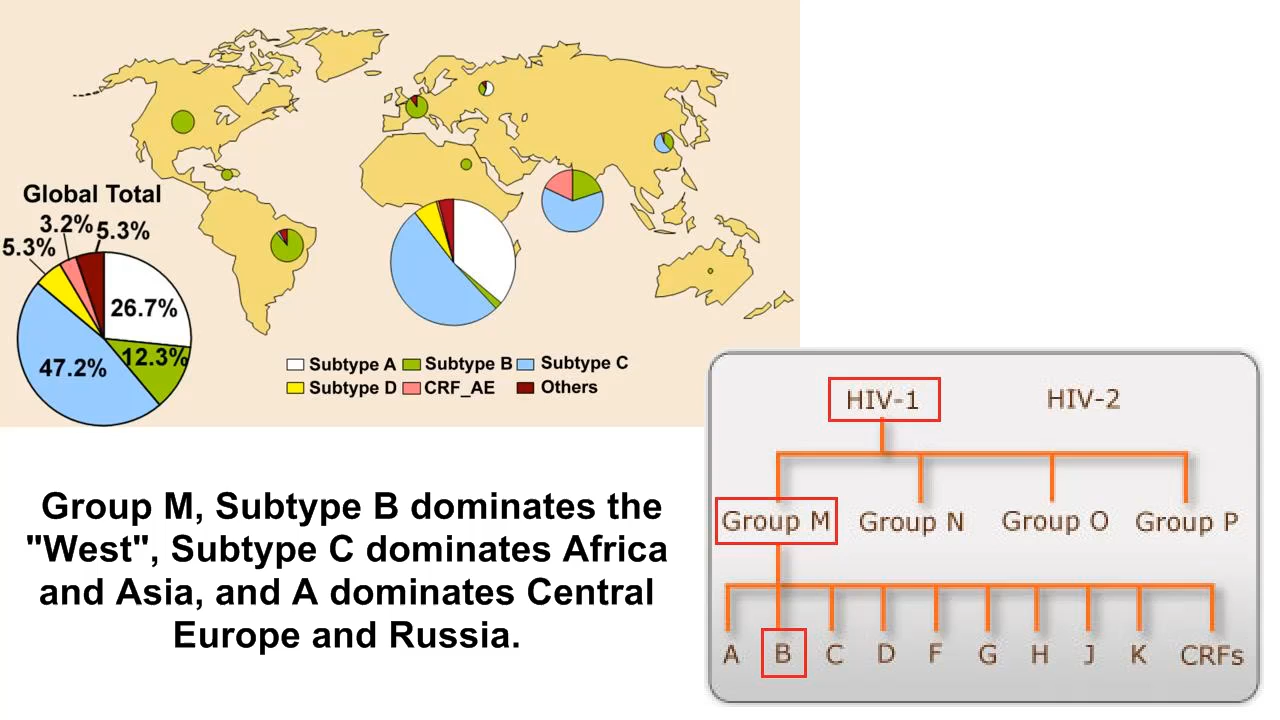 Global Total
3.2%
5.3%
5.3%
26.7%
12.3%
47.2%
Subtype A
Subtype B
Subtype C
Subtype D
CRF_AE
Others
Group M, Subtype B dominates the
"West", Subtype C dominates Africa
and Asia, and A dominates Central
Europe and Russia.
HIV-1 HIV-2
Group M Group N Group O Group P
A B C D F G H J K CRFs